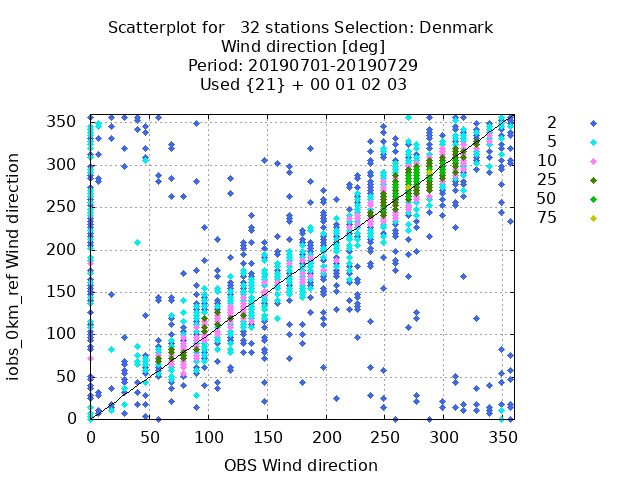 Scatterplot for   32 stations Selection: Denmark
Wind direction [deg]
Period: 20190701-20190729
Used {21} + 00 01 02 03
iobs_0km_ref Wind direction
350
300
250
200
150
100
50
0
0 50 100 150 200 250 300 350
OBS Wind direction
2
5
10
25
50
75